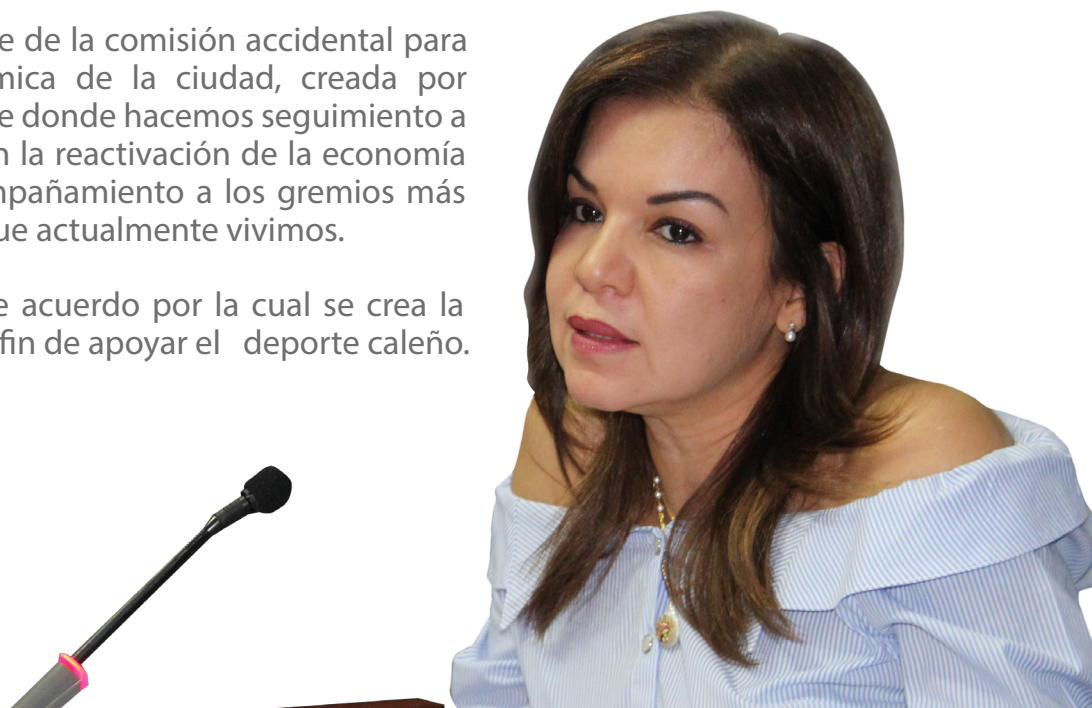 e de la comisión accidental para
mica de la ciudad, creada por
e donde hacemos seguimiento a
n la reactivación de la economía
mpañamiento a los gremios más
ue actualmente vivimos.
e acuerdo por la cual se crea la
fin de apoyar el deporte caleño.